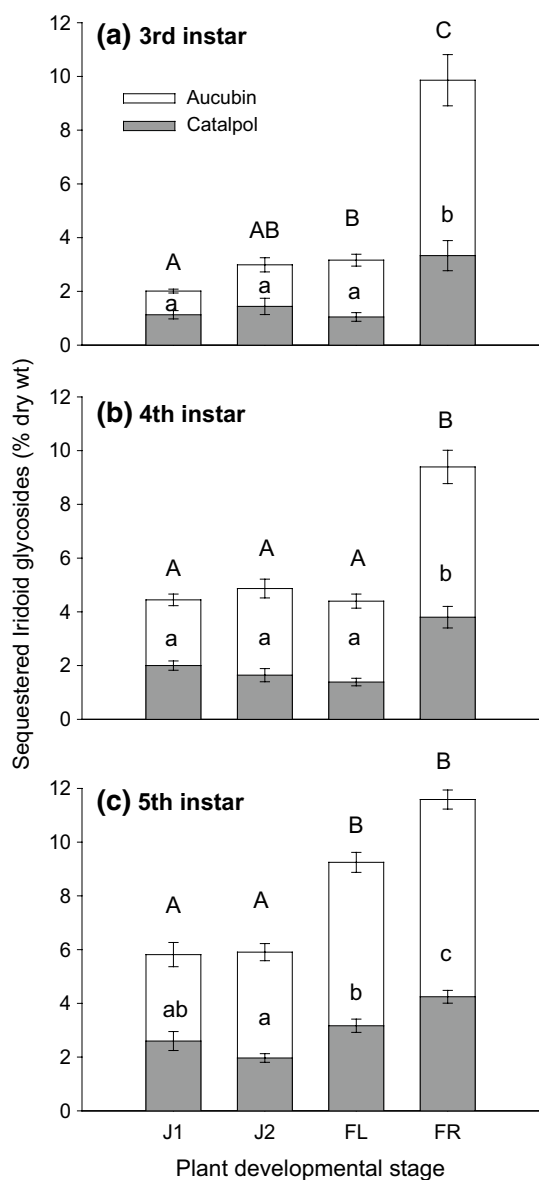 (a) 3rd instar
Aucubin
Catalpol
12
10
8
6
4
2
0
A
AB
B
C
a
a
a
b
(b) 4th instar
12
10
8
6
4
2
0
A
A
A
B
a
a
a
b
Sequestered Iridoid glycosides (% dry wt)
(c) 5th instar
12
10
8
6
4
2
0
A
A
B
B
ab
a
b
c
J1 J2 FL FR
Plant developmental stage